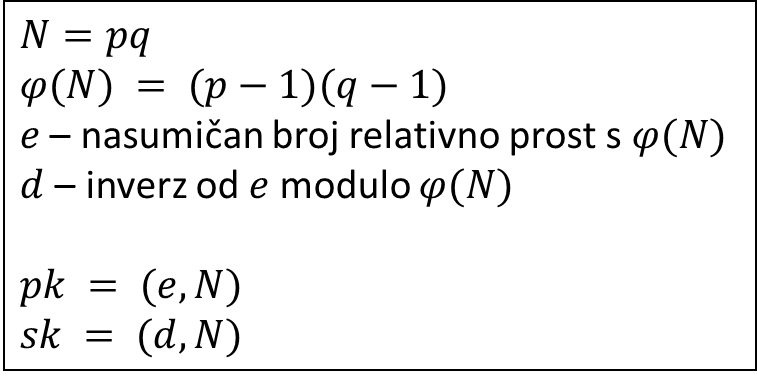 N = pq
φ(N) = (p − 1)(q − 1)
e – nasumičan broj relativno prost s φ(N)
d – inverz od e modulo φ(N)
pk = (e, N)
sk = (d, N)